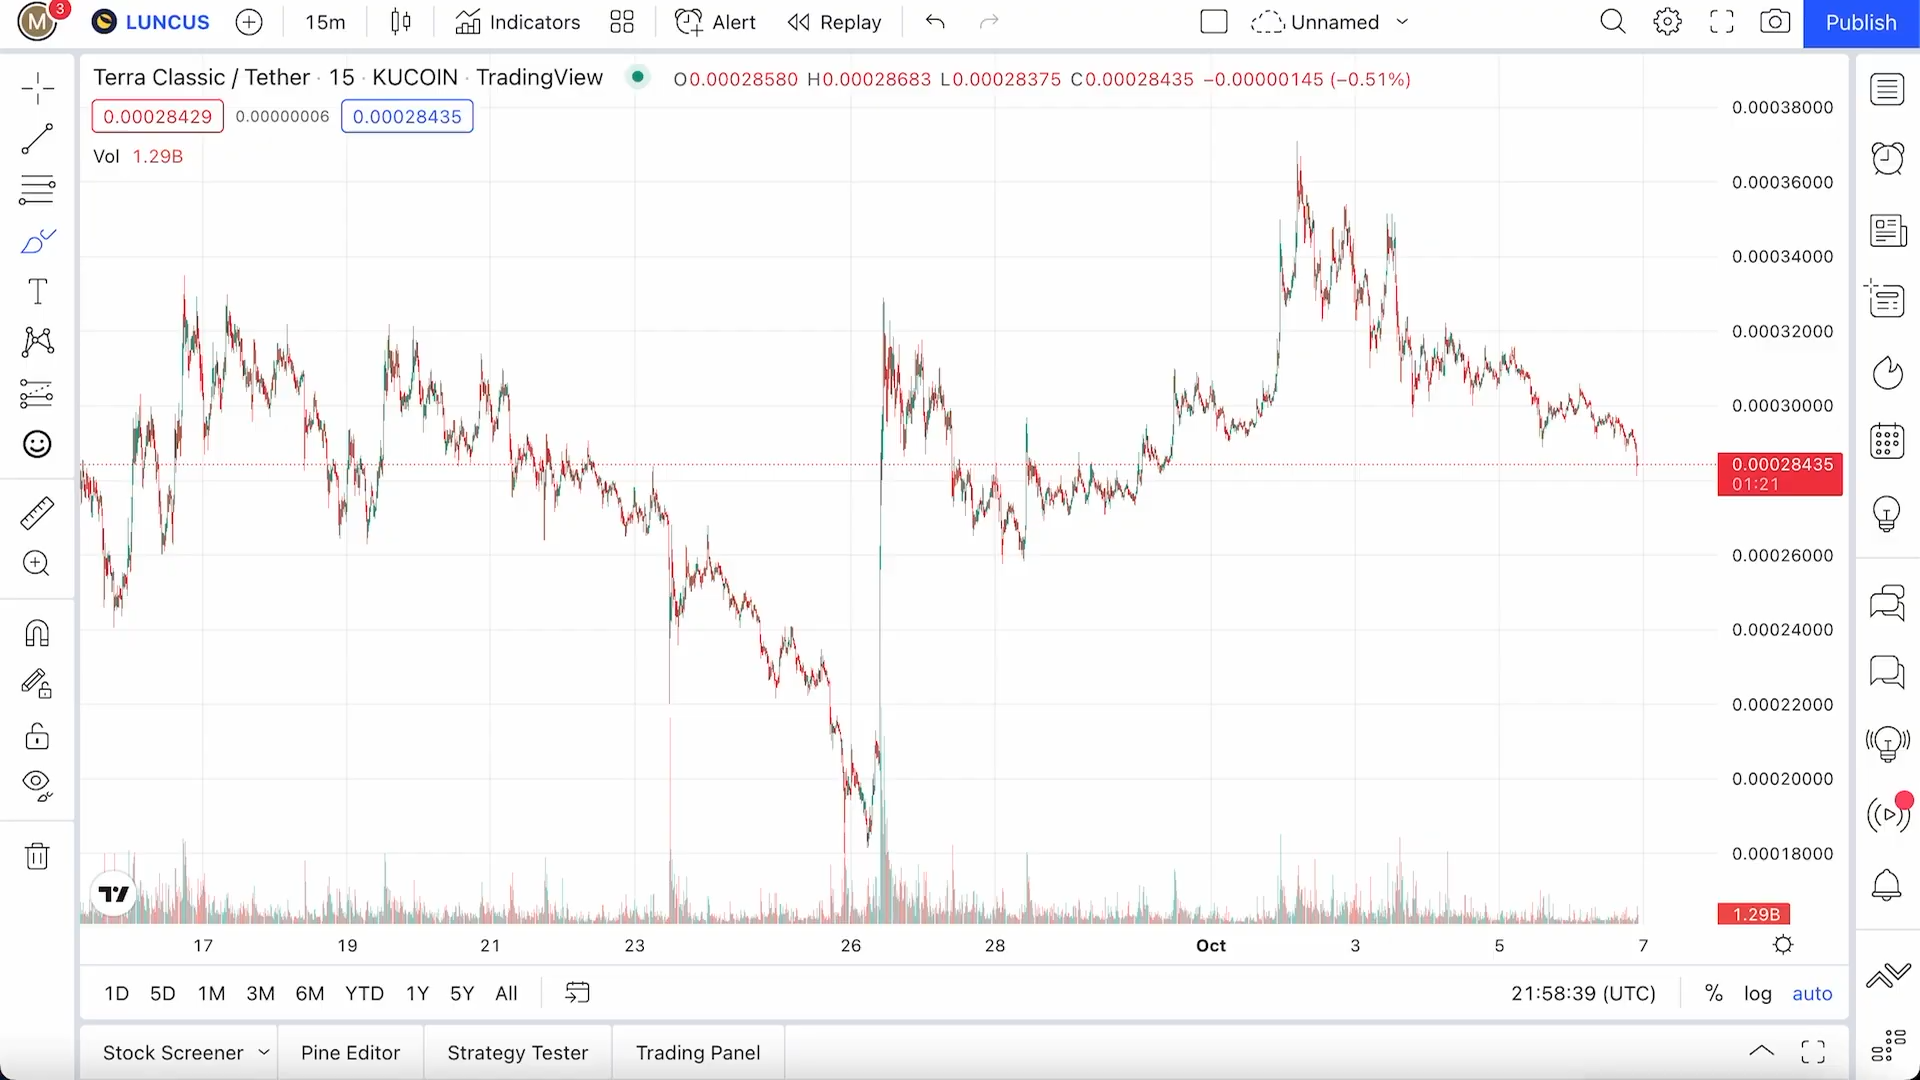 M 3 LUNCUS 15m Indicators Alert Replay Unnamed Publish
Terra Classic / Tether · 15 · KUCOIN · TradingView O0.00028580 H0.00028683 L0.00028375 C0.00028435 −0.00000145 (−0.51%)
0.00028429 0.00000006 0.00028435
Vol 1.29B
0.00038000
0.00036000
0.00034000
0.00032000
0.00030000
0.00028435
01:21
0.00026000
0.00024000
0.00022000
0.00020000
0.00018000
1.29B
17 19 21 23 26 28 Oct 3 5 7
1D 5D 1M 3M 6M YTD 1Y 5Y All 21:58:39 (UTC) % log auto
Stock Screener Pine Editor Strategy Tester Trading Panel